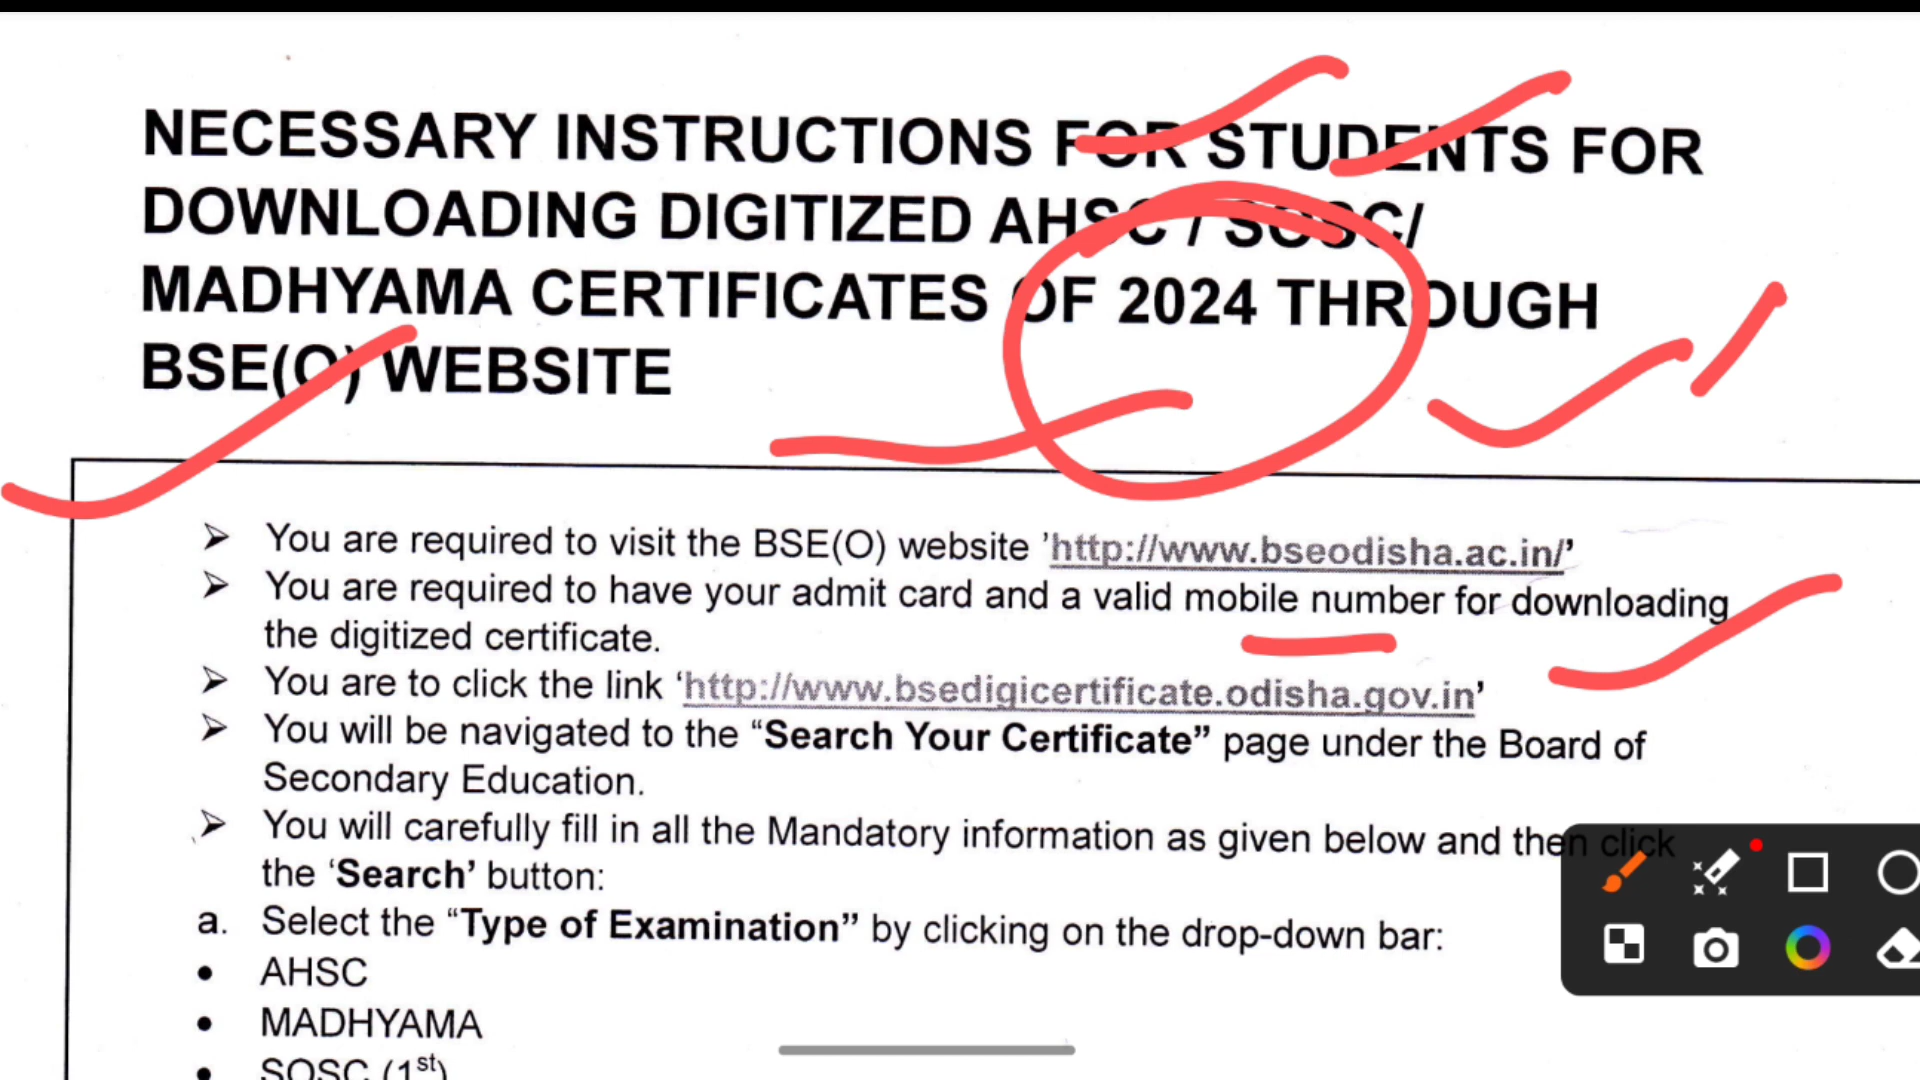 NECESSARY INSTRUCTIONS FOR STUDENTS FOR
DOWNLOADING DIGITIZED AHSC / SOSC/
MADHYAMA CERTIFICATES OF 2024 THROUGH
BSE(O) WEBSITE
➢ You are required to visit the BSE(O) website 'http://www.bseodisha.ac.in/'
➢ You are required to have your admit card and a valid mobile number for downloading
the digitized certificate.
➢ You are to click the link ‘http://www.bsedigicertificate.odisha.gov.in’
➢ You will be navigated to the “Search Your Certificate” page under the Board of
Secondary Education.
➢ You will carefully fill in all the Mandatory information as given below and then click
the ‘Search’ button:
a. Select the “Type of Examination” by clicking on the drop-down bar:
• AHSC
• MADHYAMA
• SOSC (1st)